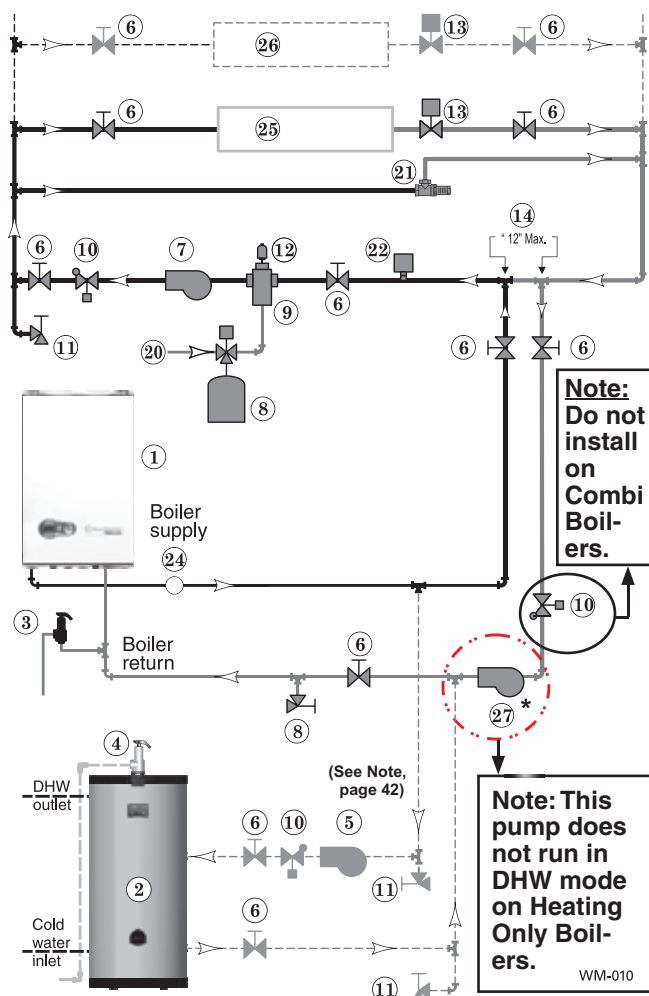 6
26
13
6
6
25
13
6
21
14
" 12" Max.
6
10
7
12
22
9
6
11
20
8
6
6
Note:
Do not
install
on
Combi
Boil-
ers.
1
Boiler
supply
24
10
3
Boiler
return
6
8
27
*
4
(See Note,
page 42)
DHW
outlet
6
10
5
11
2
6
Cold
water
inlet
11
Note: This
pump does
not run in
DHW mode
on Heating
Only Boil-
ers.
WM-010